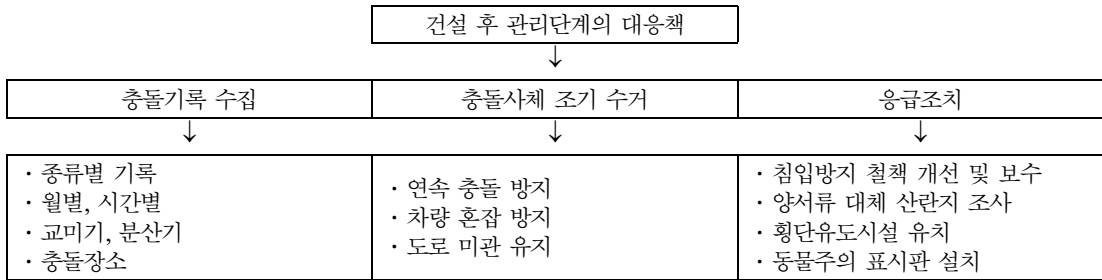 건설 후 관리단계의 대응책
↓
충돌기록 수집
충돌사체 조기 수거
응급조치
↓
↓
↓
· 종류별 기록
· 월별, 시간별
· 교미기, 분산기
· 충돌장소
· 연속 충돌 방지
· 차량 혼잡 방지
· 도로 미관 유지
· 침입방지 철책 개선 및 보수
· 양서류 대체 산란지 조사
· 횡단유도시설 유치
· 동물주의 표시판 설치